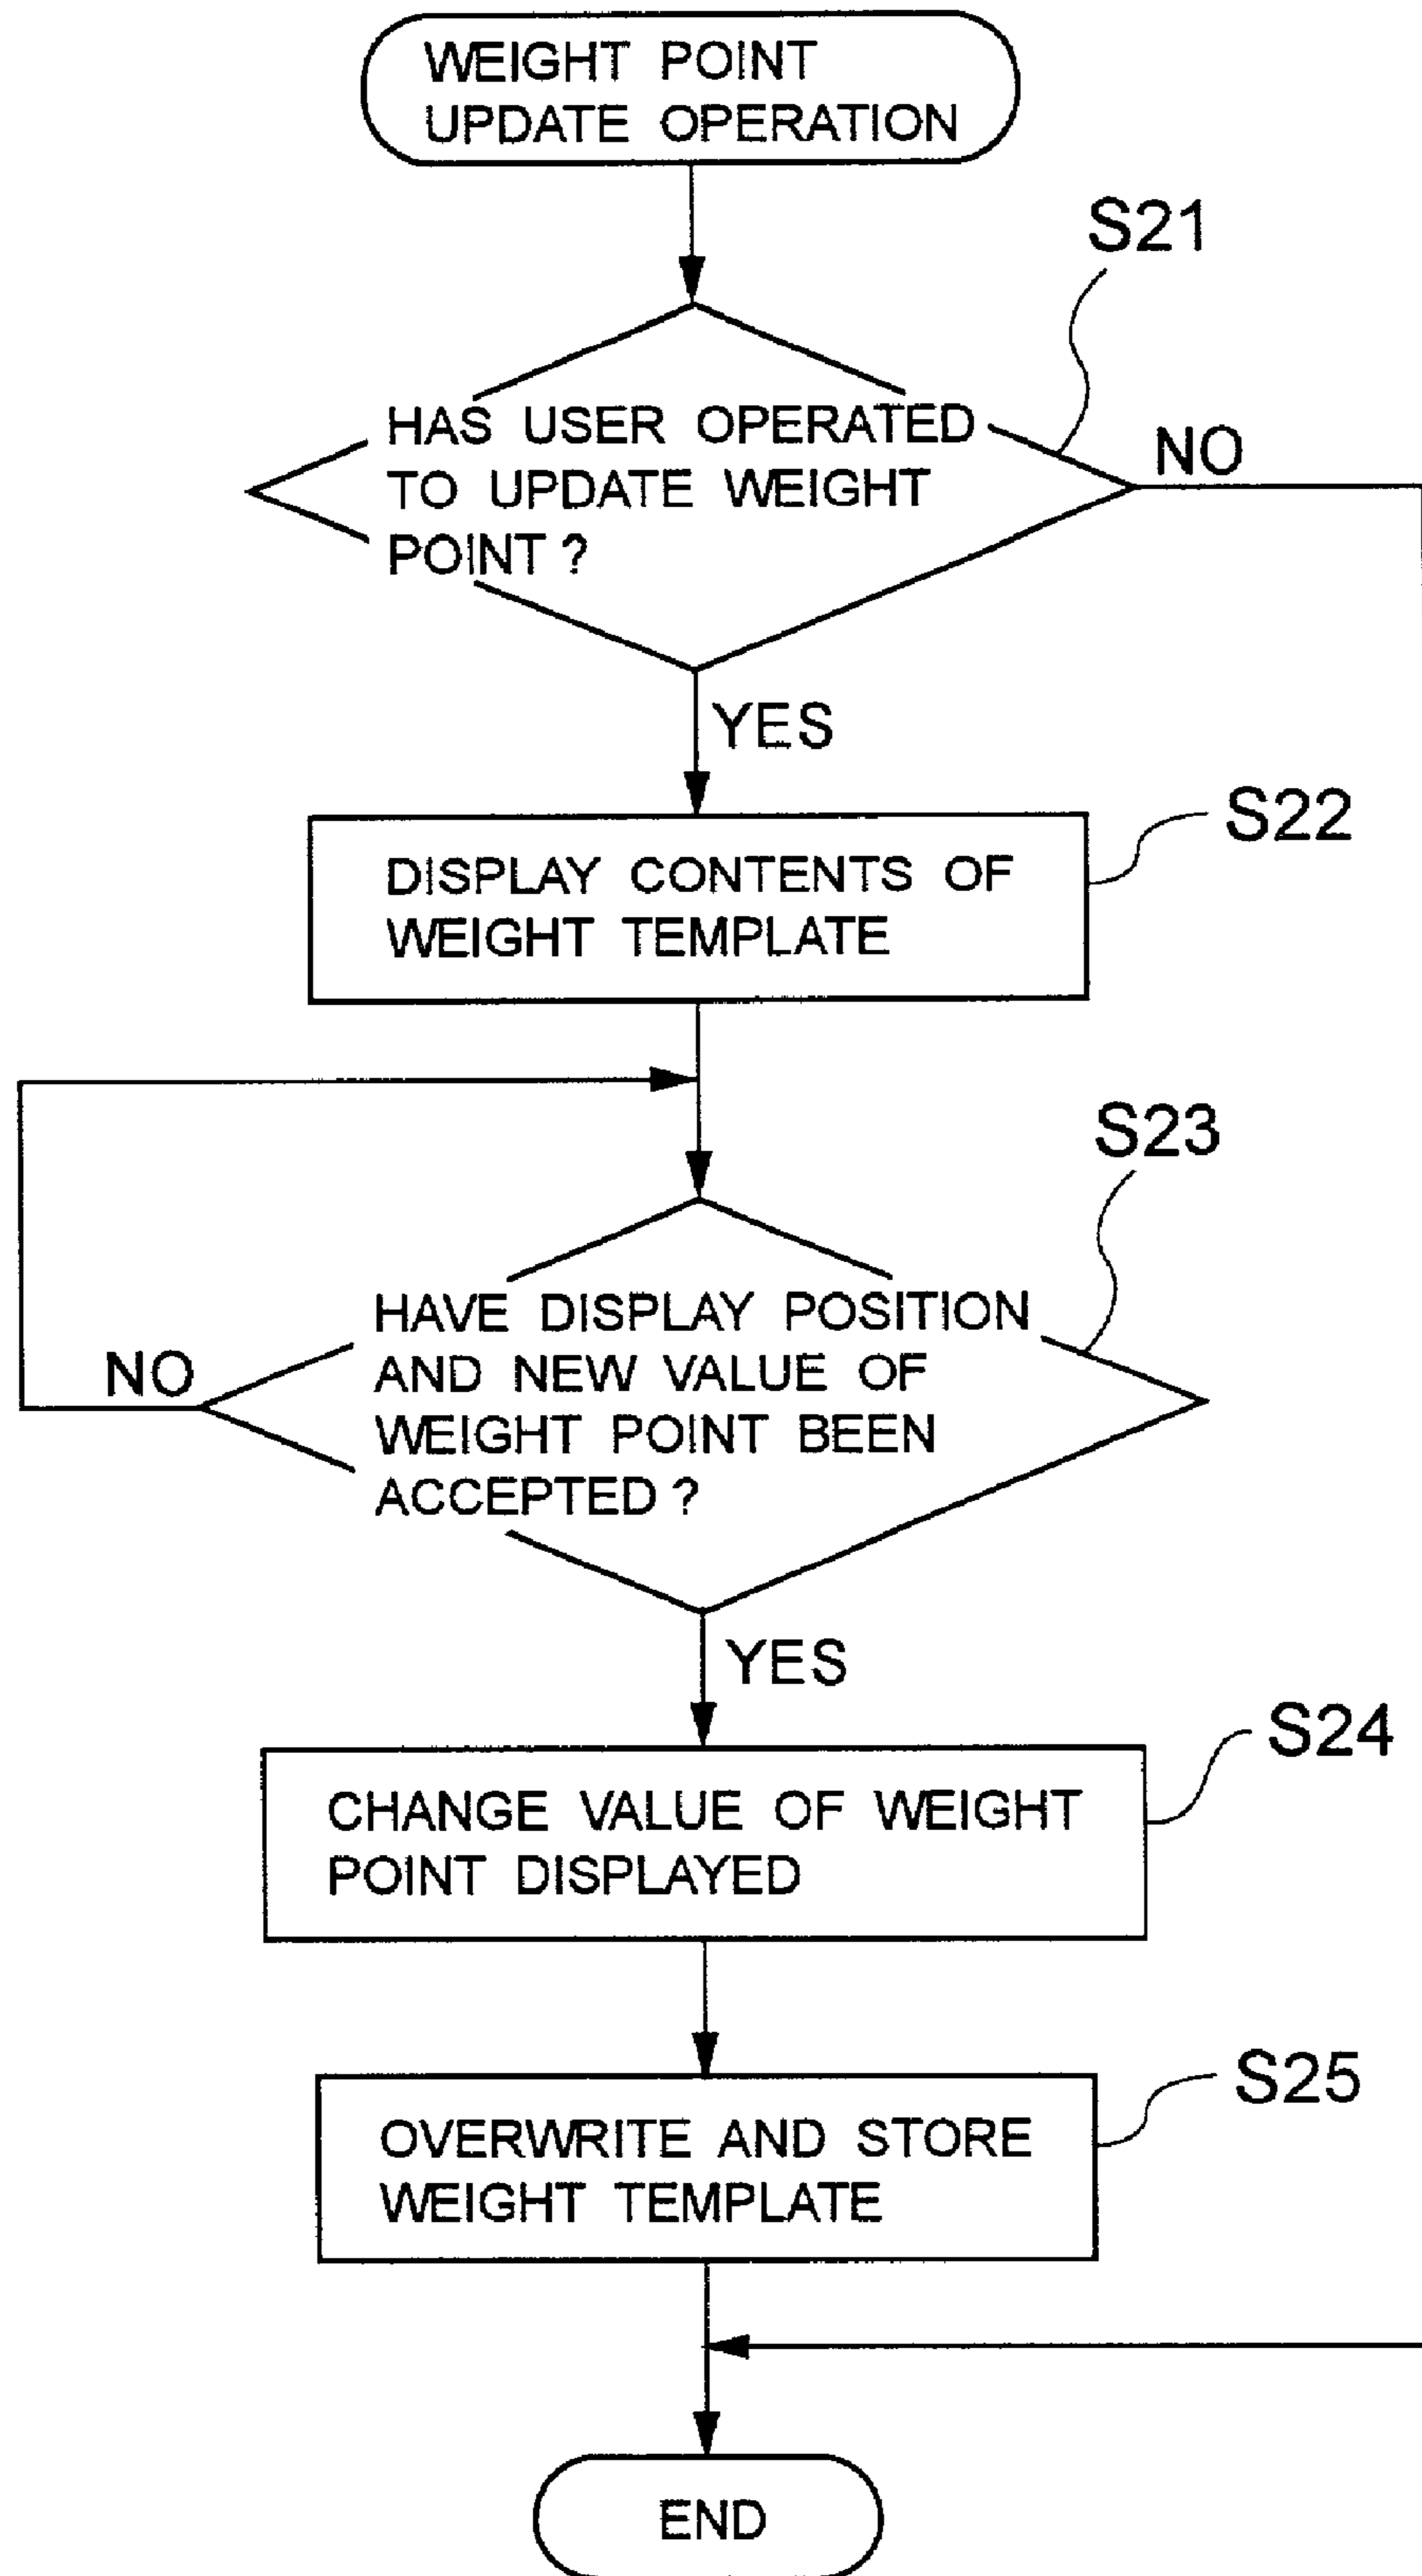 WEIGHT POINT
UPDATE OPERATION
S21
HAS USER OPERATED
TO UPDATE WEIGHT
POINT ?
NO
YES
S22
DISPLAY CONTENTS OF
WEIGHT TEMPLATE
S23
HAVE DISPLAY POSITION
AND NEW VALUE OF
WEIGHT POINT BEEN
ACCEPTED ?
NO
YES
S24
CHANGE VALUE OF WEIGHT
POINT DISPLAYED
S25
OVERWRITE AND STORE
WEIGHT TEMPLATE
END